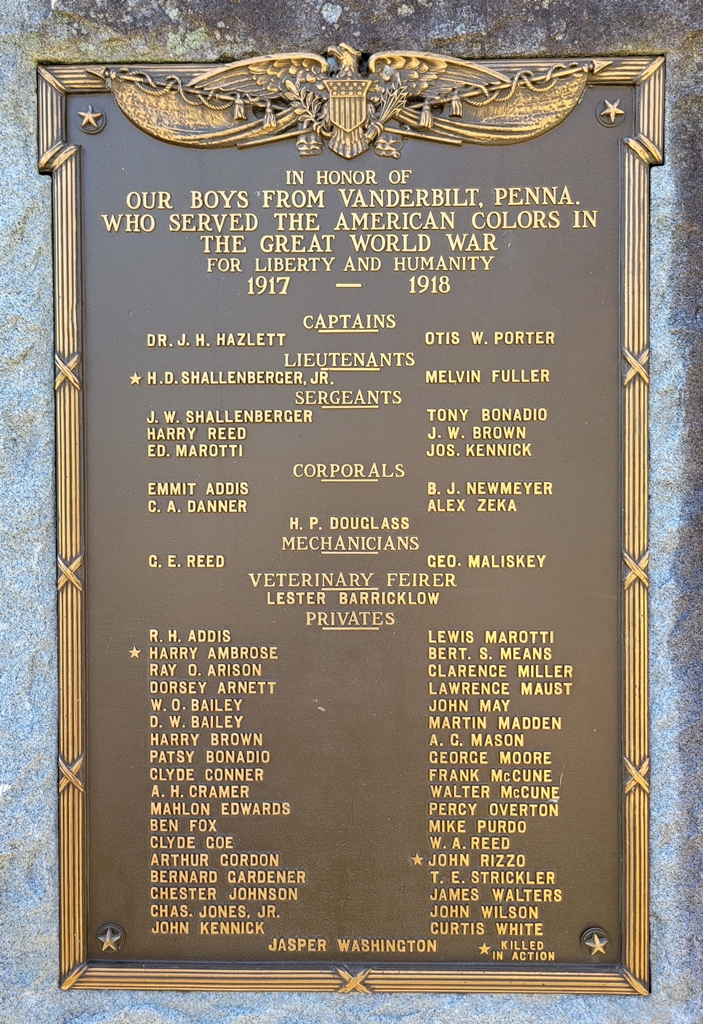 IN HONOR OF
OUR BOYS FROM VANDERBILT, PENNA.
WHO SERVED THE AMERICAN COLORS IN
THE GREAT WORLD WAR
FOR LIBERTY AND HUMANITY
1917 — 1918
CAPTAINS
DR. J. H. HAZLETT OTIS W. PORTER
LIEUTENANTS
★ H. D. SHALLENBERGER, JR. MELVIN FULLER
SERGEANTS
J. W. SHALLENBERGER TONY BONADIO
HARRY REED J. W. BROWN
ED. MAROTTI JOS. KENNICK
CORPORALS
EMMIT ADDIS B. J. NEWMEYER
C. A. DANNER ALEX ZEKA
H. P. DOUGLASS
MECHANICIANS
G. E. REED GEO. MALISKEY
VETERINARY FEIRER
LESTER BARRICKLOW
PRIVATES
R. H. ADDIS LEWIS MAROTTI
★ HARRY AMBROSE BERT. S. MEANS
RAY O. ARISON CLARENCE MILLER
DORSEY ARNETT LAWRENCE MAUST
W. O. BAILEY JOHN MAY
D. W. BAILEY MARTIN MADDEN
HARRY BROWN A. G. MASON
PATSY BONADIO GEORGE MOORE
CLYDE CONNER FRANK McCUNE
A. H. CRAMER WALTER McCUNE
MAHLON EDWARDS PERCY OVERTON
BEN FOX MIKE PURDO
CLYDE GOE W. A. REED
ARTHUR GORDON ★ JOHN RIZZO
BERNARD GARDENER T. E. STRICKLER
CHESTER JOHNSON JAMES WALTERS
CHAS. JONES, JR. JOHN WILSON
JOHN KENNICK CURTIS WHITE
JASPER WASHINGTON
★ KILLED
IN ACTION